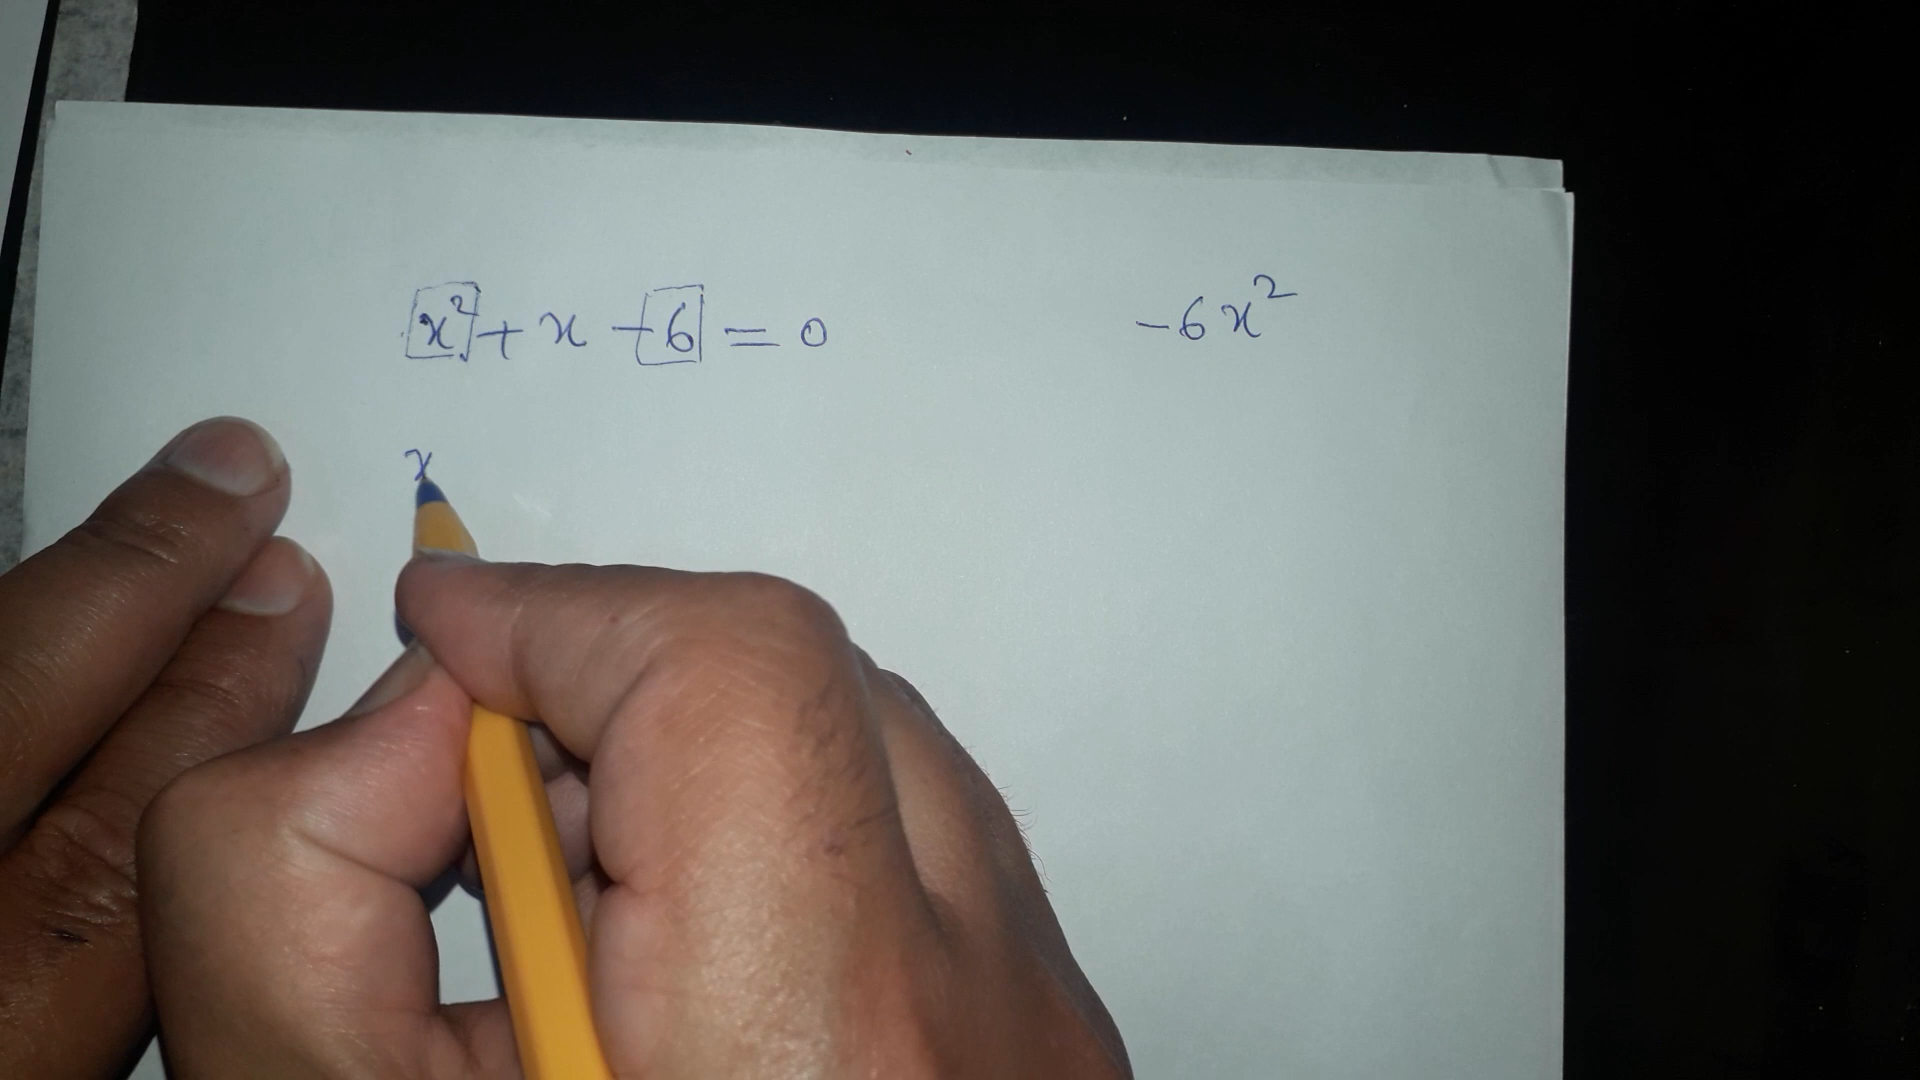 x² + x - 6 = 0
-6x²
x